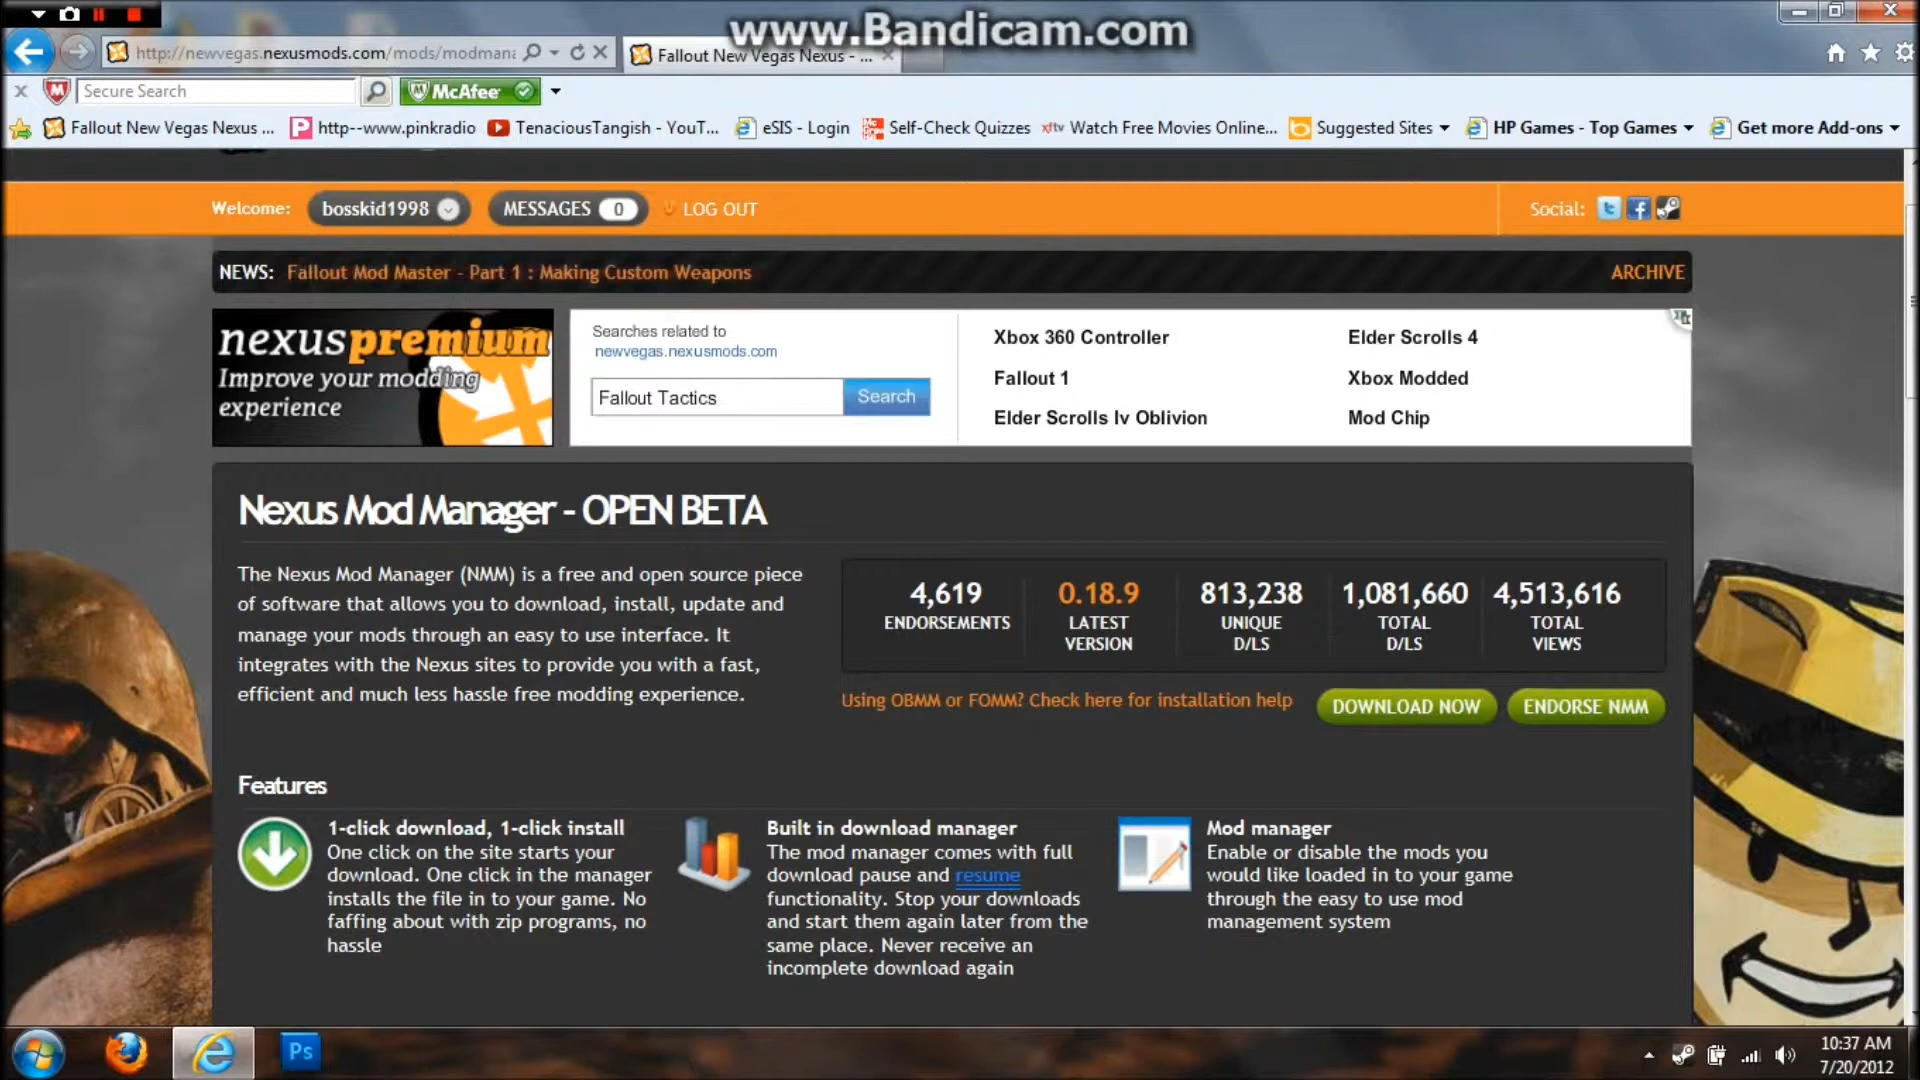 www.Bandicam.com
http://newvegas.nexusmods.com/mods/modmana
Fallout New Vegas Nexus - ...
Secure Search
McAfee
Fallout New Vegas Nexus ...
http--www.pinkradio
TenaciousTangish - YouT...
eSIS - Login
Self-Check Quizzes
xftv Watch Free Movies Online...
Suggested Sites
HP Games - Top Games
Get more Add-ons
Welcome:
bosskid1998
MESSAGES 0
LOG OUT
Social:
NEWS: Fallout Mod Master - Part 1 : Making Custom Weapons
ARCHIVE
nexuspremium
Improve your modding
experience
Searches related to
newvegas.nexusmods.com
Fallout Tactics
Search
Xbox 360 Controller
Elder Scrolls 4
Fallout 1
Xbox Modded
Elder Scrolls Iv Oblivion
Mod Chip
Nexus Mod Manager - OPEN BETA
The Nexus Mod Manager (NMM) is a free and open source piece
of software that allows you to download, install, update and
manage your mods through an easy to use interface. It
integrates with the Nexus sites to provide you with a fast,
efficient and much less hassle free modding experience.
4,619
ENDORSEMENTS
0.18.9
LATEST
VERSION
813,238
UNIQUE
D/LS
1,081,660
TOTAL
D/LS
4,513,616
TOTAL
VIEWS
Using OBMM or FOMM? Check here for installation help
DOWNLOAD NOW
ENDORSE NMM
Features
1-click download, 1-click install
One click on the site starts your
download. One click in the manager
installs the file in to your game. No
faffing about with zip programs, no
hassle
Built in download manager
The mod manager comes with full
download pause and resume
functionality. Stop your downloads
and start them again later from the
same place. Never receive an
incomplete download again
Mod manager
Enable or disable the mods you
would like loaded in to your game
through the easy to use mod
management system
Ps
10:37 AM
7/20/2012